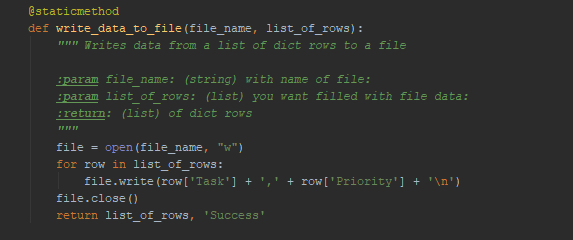 @staticmethod
def write_data_to_file(file_name, list_of_rows):
    """ Writes data from a list of dict rows to a file

    :param file_name: (string) with name of file:
    :param list_of_rows: (list) you want filled with file data:
    :return: (list) of dict rows
    """
    file = open(file_name, "w")
    for row in list_of_rows:
        file.write(row['Task'] + ',' + row['Priority'] + '\n')
    file.close()
    return list_of_rows, 'Success'